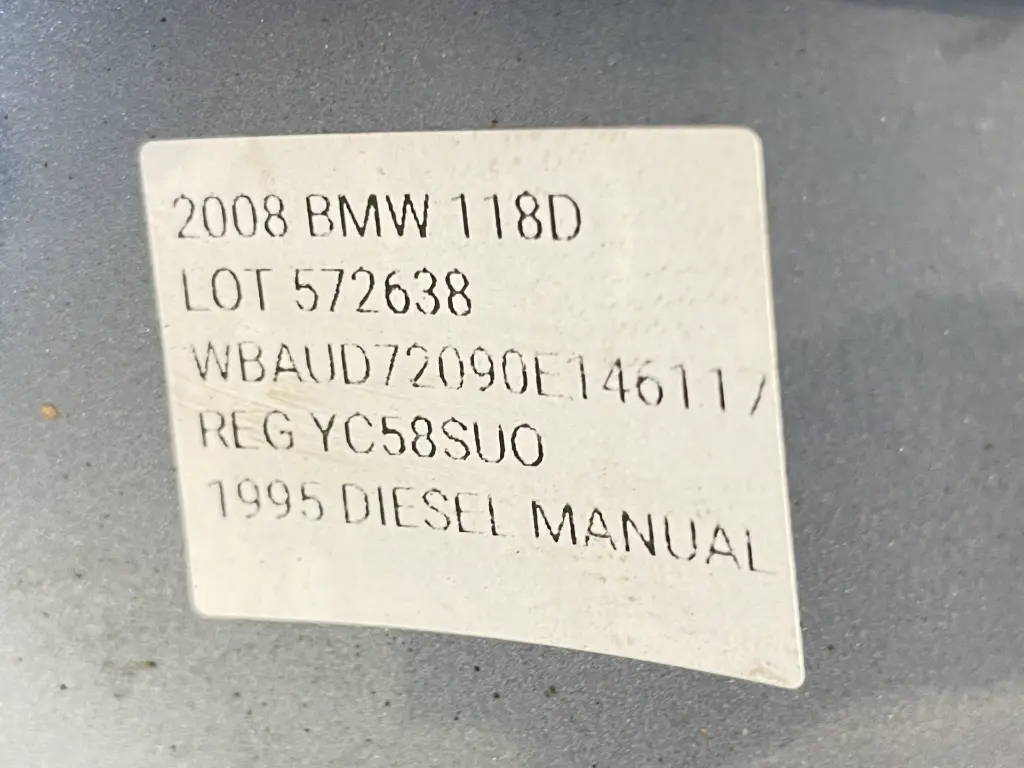 2008 BMW 118D
LOT 572638
WBAUD72090E146117
REG YC58SUO
1995 DIESEL MANUAL